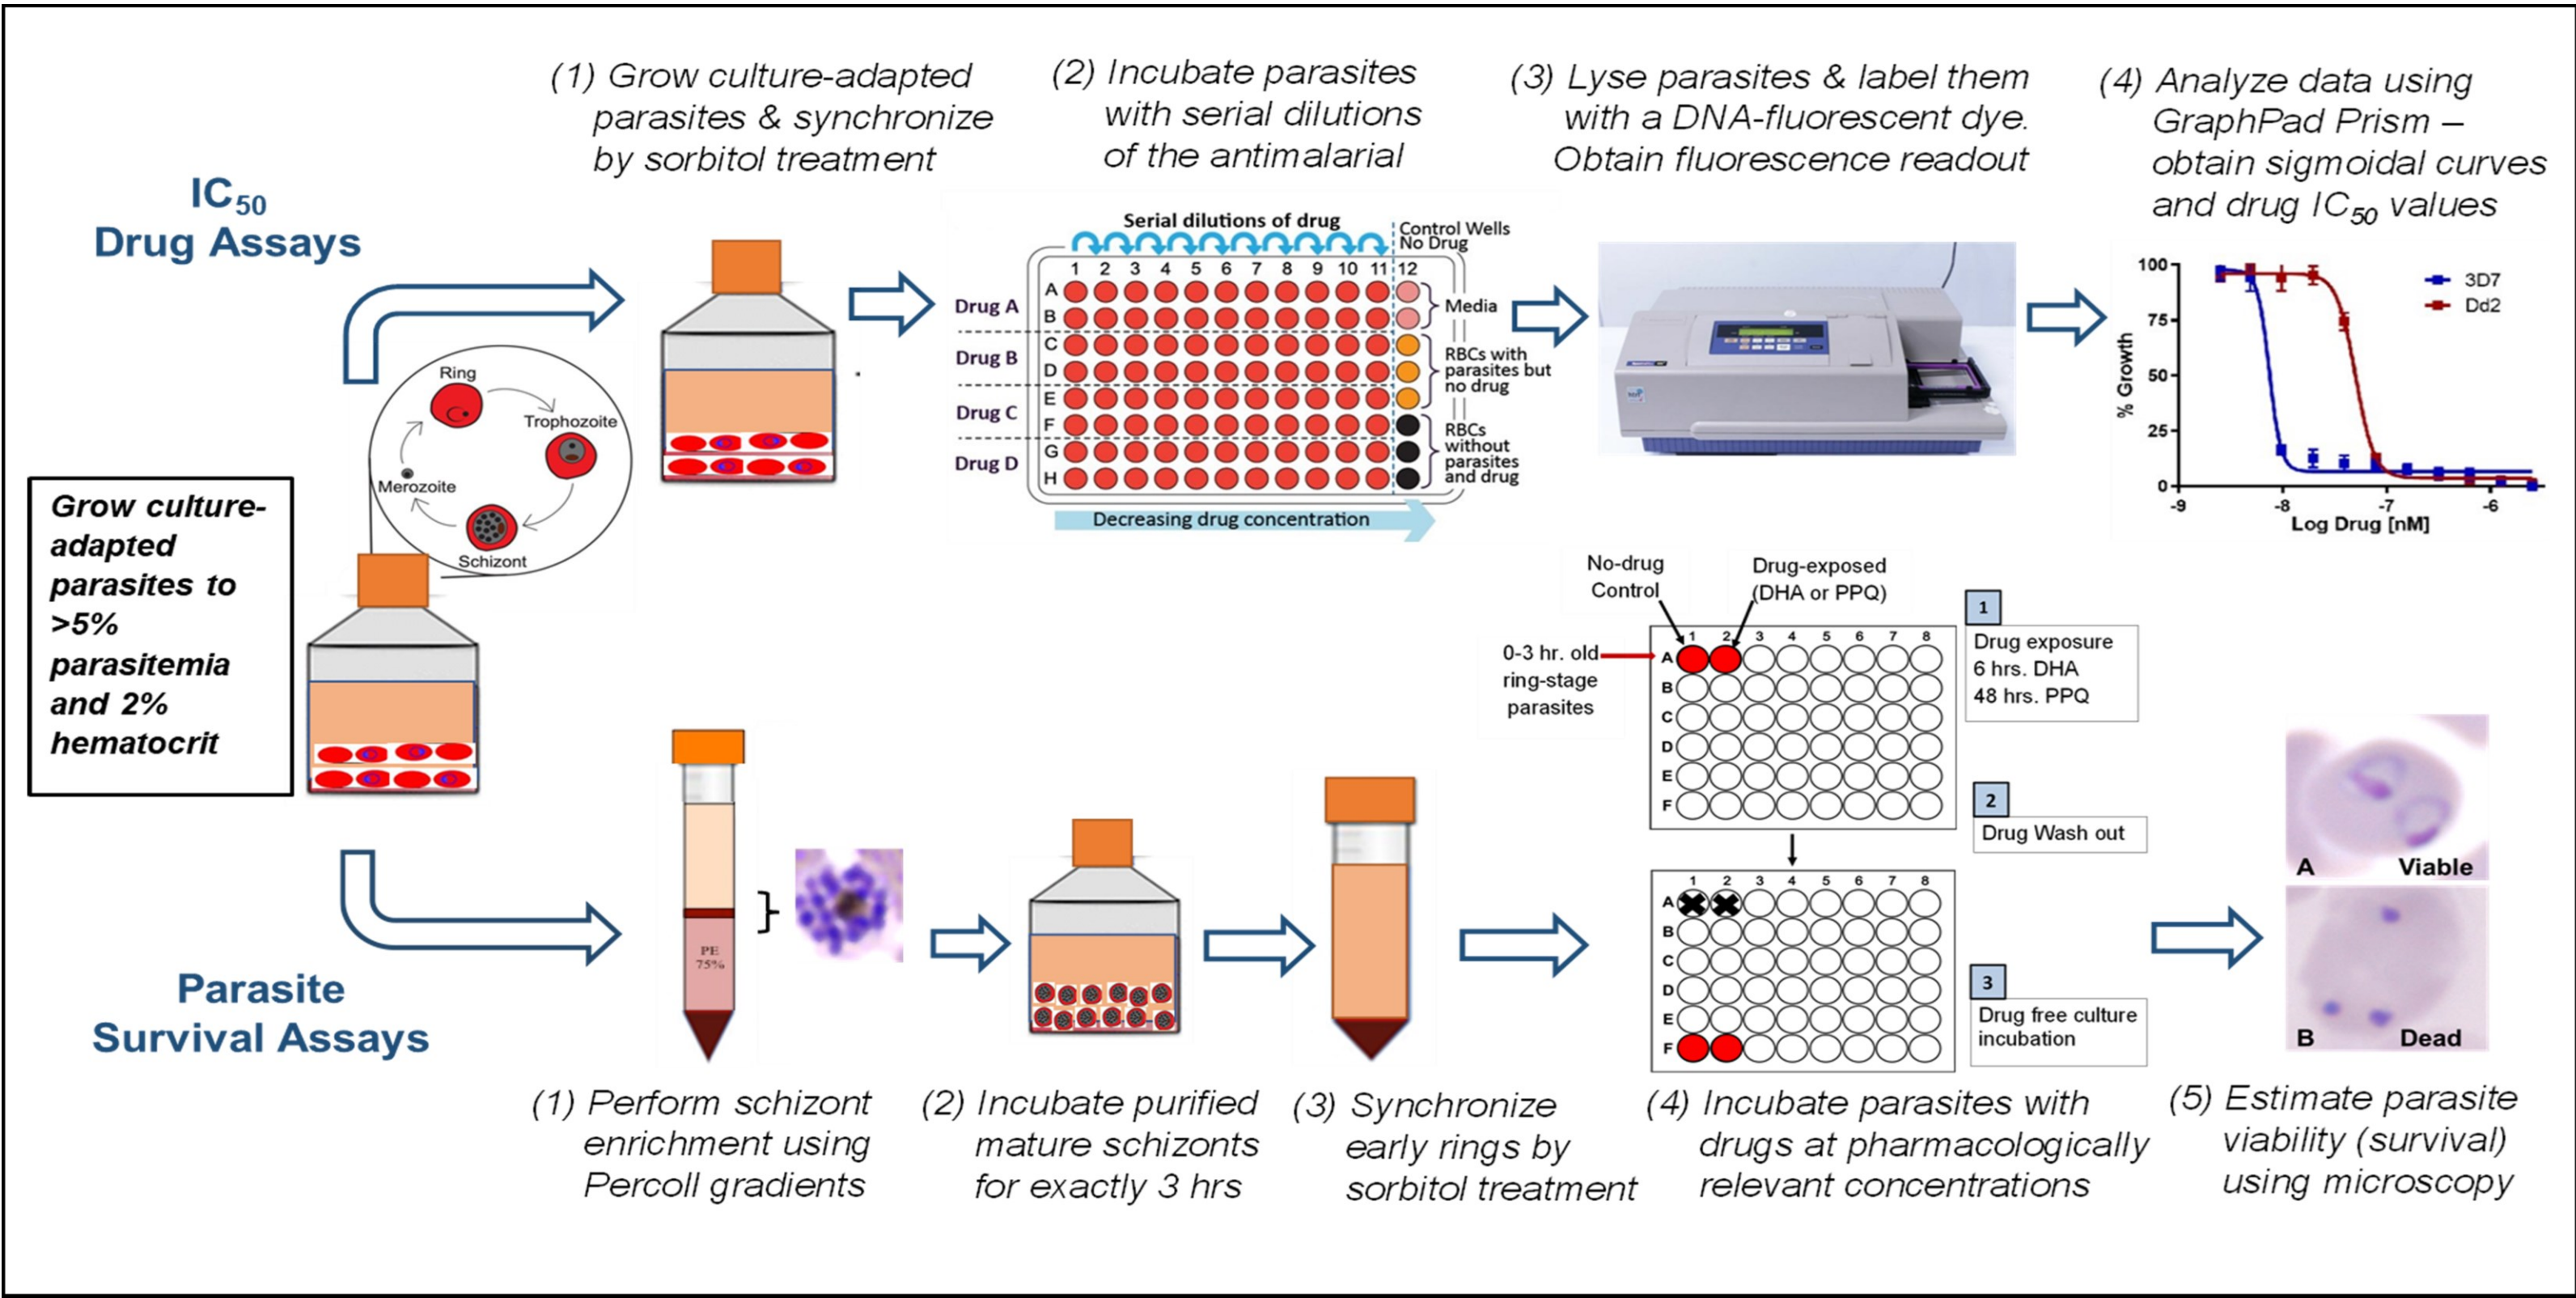 IC50
Drug Assays
(1) Grow culture-adapted
parasites & synchronize
by sorbitol treatment
(2) Incubate parasites
with serial dilutions
of the antimalarial
(3) Lyse parasites & label them
with a DNA-fluorescent dye.
Obtain fluorescence readout
(4) Analyze data using
GraphPad Prism –
obtain sigmoidal curves
and drug IC50 values
Ring
Trophozoite
Schizont
Merozoite
Grow culture-
adapted
parasites to
>5%
parasitemia
and 2%
hematocrit
Serial dilutions of drug
Control Wells
No Drug
1 2 3 4 5 6 7 8 9 10 11 12
A
B
C
D
E
F
G
H
Drug A
Drug B
Drug C
Drug D
Media
RBCs with
parasites but
no drug
RBCs
without
parasites
and drug
Decreasing drug concentration
100
75
50
25
0
% Growth
-9 -8 -7 -6
Log Drug [nM]
3D7
Dd2
Parasite
Survival Assays
PE
75%
(1) Perform schizont
enrichment using
Percoll gradients
(2) Incubate purified
mature schizonts
for exactly 3 hrs
(3) Synchronize
early rings by
sorbitol treatment
No-drug
Control
Drug-exposed
(DHA or PPQ)
0-3 hr. old
ring-stage
parasites
1 2 3 4 5 6 7 8
A
B
C
D
E
F
1
Drug exposure
6 hrs. DHA
48 hrs. PPQ
2
Drug Wash out
1 2 3 4 5 6 7 8
A
B
C
D
E
F
3
Drug free culture
incubation
(4) Incubate parasites with
drugs at pharmacologically
relevant concentrations
A Viable
B Dead
(5) Estimate parasite
viability (survival)
using microscopy